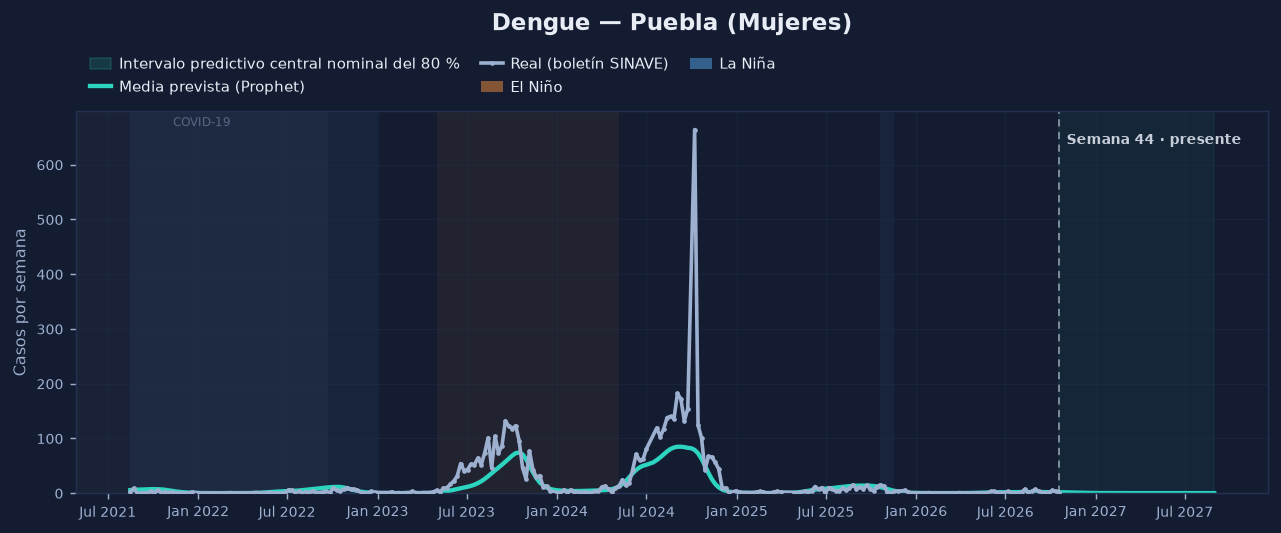 Dengue — Puebla (Mujeres)
Intervalo predictivo central nominal del 80 %
Real (boletín SINAVE)
La Niña
Media prevista (Prophet)
El Niño
COVID-19
Semana 44 · presente
Casos por semana
600
500
400
300
200
100
0
Jul 2021
Jan 2022
Jul 2022
Jan 2023
Jul 2023
Jan 2024
Jul 2024
Jan 2025
Jul 2025
Jan 2026
Jul 2026
Jan 2027
Jul 2027